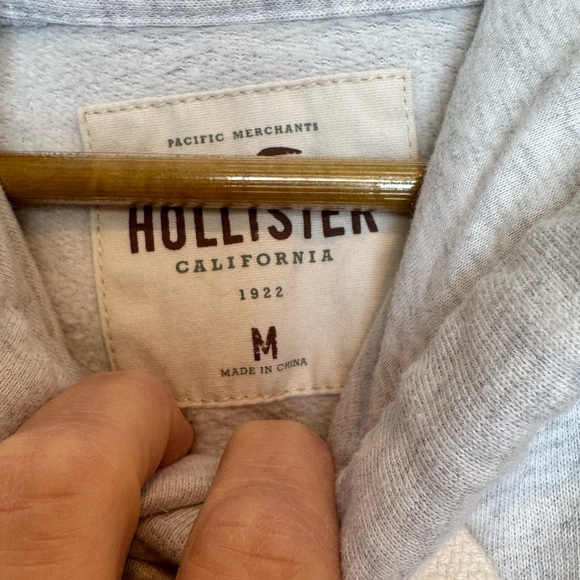 PACIFIC MERCHANTS
HOLLISTER
CALIFORNIA
1922
M
MADE IN CHINA